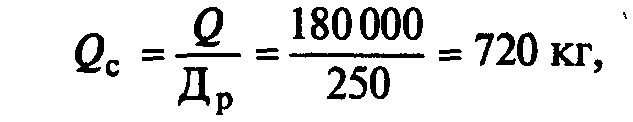 Q_с = Q / Д_р = 180 000 / 250 = 720 кг,